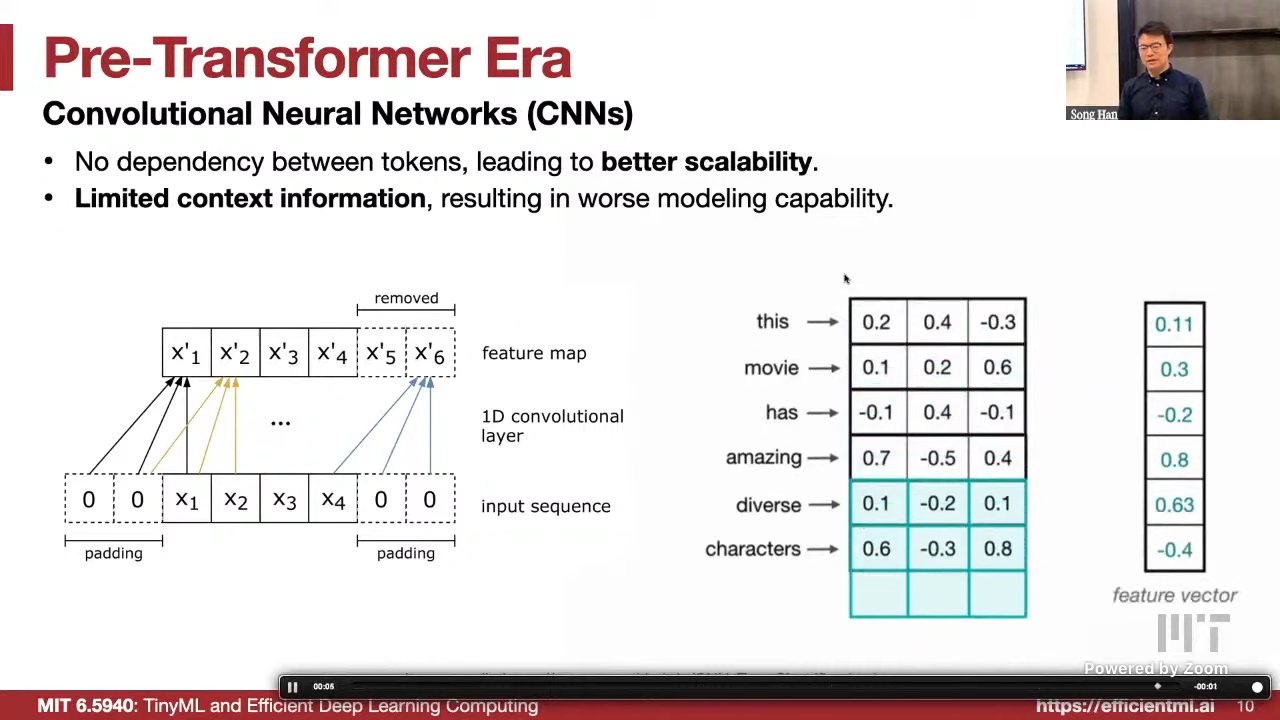 Pre-Transformer Era
Song Han
Convolutional Neural Networks (CNNs)
• No dependency between tokens, leading to better scalability.
• Limited context information, resulting in worse modeling capability.
removed
x'1 x'2 x'3 x'4 x'5 x'6
feature map
...
1D convolutional
layer
0 0 x1 x2 x3 x4 0 0
input sequence
padding
padding
this 0.2 0.4 -0.3
movie 0.1 0.2 0.6
has -0.1 0.4 -0.1
amazing 0.7 -0.5 0.4
diverse 0.1 -0.2 0.1
characters 0.6 -0.3 0.8
0.11
0.3
-0.2
0.8
0.63
-0.4
feature vector
MIT
Powered by Zoom
00:05
-00:01
MIT 6.5940: TinyML and Efficient Deep Learning Computing
https://efficientml.ai
10